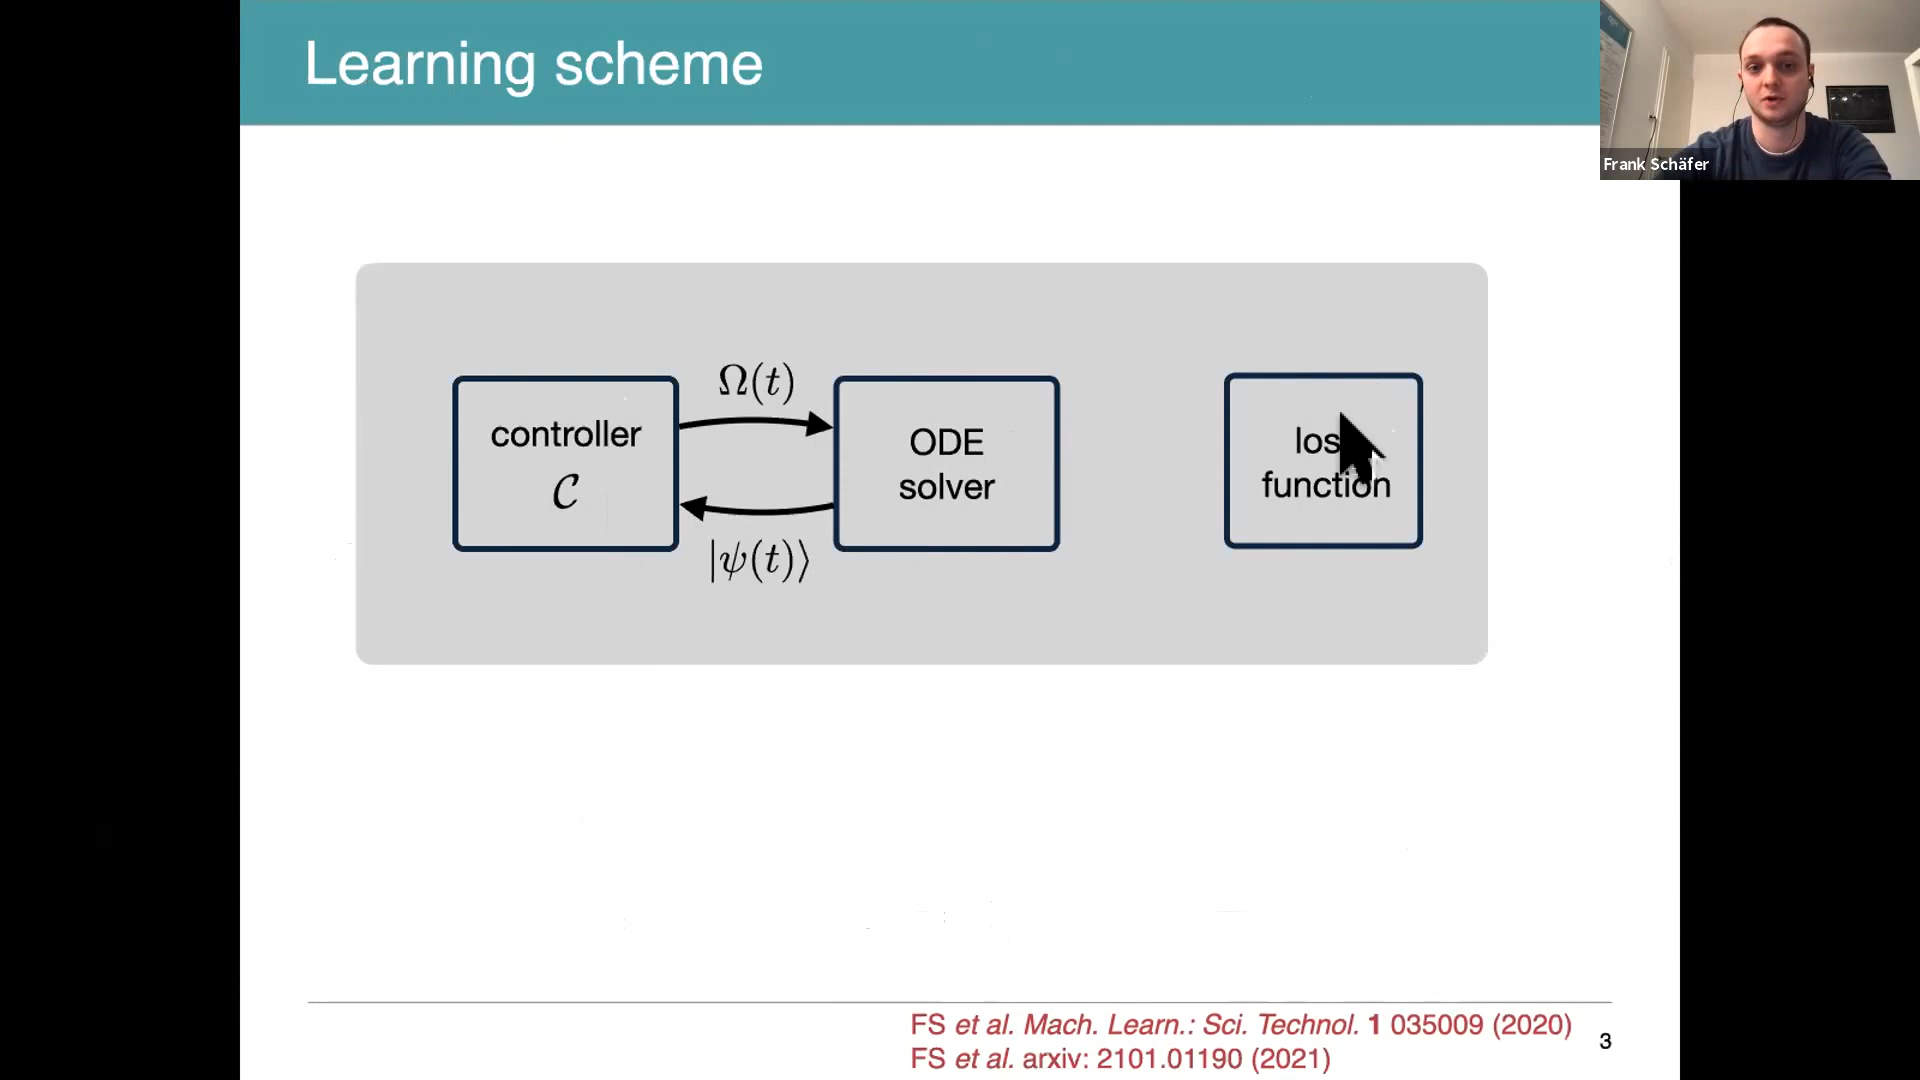 Learning scheme
Frank Schäfer
controller
𝒞
Ω(t)
|ψ(t)⟩
ODE
solver
los
function
FS et al. Mach. Learn.: Sci. Technol. 1 035009 (2020)
FS et al. arxiv: 2101.01190 (2021)
3